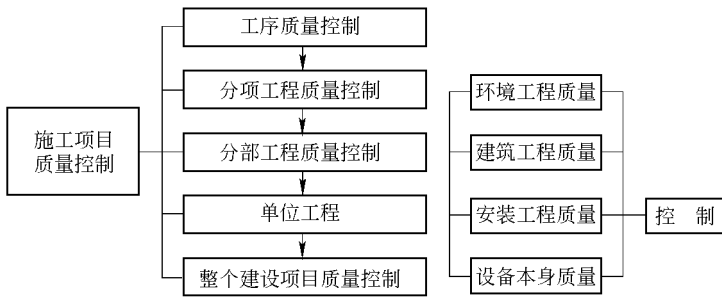 施工项目
质量控制
工序质量控制
分项工程质量控制
分部工程质量控制
单位工程
整个建设项目质量控制
环境工程质量
建筑工程质量
安装工程质量
设备本身质量
控 制